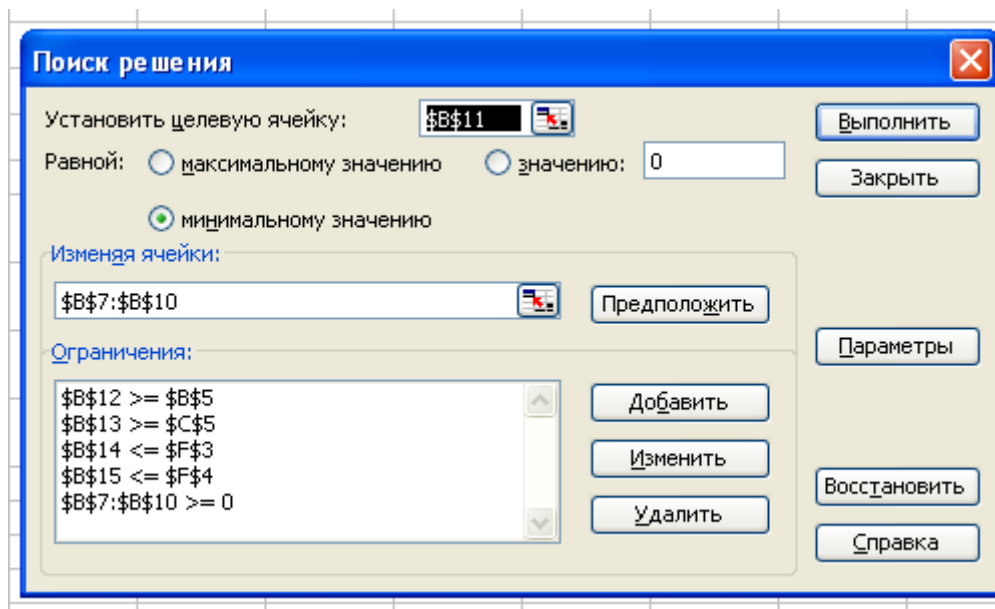 Поиск решения
Установить целевую ячейку: $B$11
Выполнить
Равной: максимальному значению значению: 0
Закрыть
минимальному значению
Изменяя ячейки:
$B$7:$B$10
Предположить
Параметры
Ограничения:
$B$12 >= $B$5
$B$13 >= $C$5
$B$14 <= $F$3
$B$15 <= $F$4
$B$7:$B$10 >= 0
Добавить
Изменить
Удалить
Восстановить
Справка